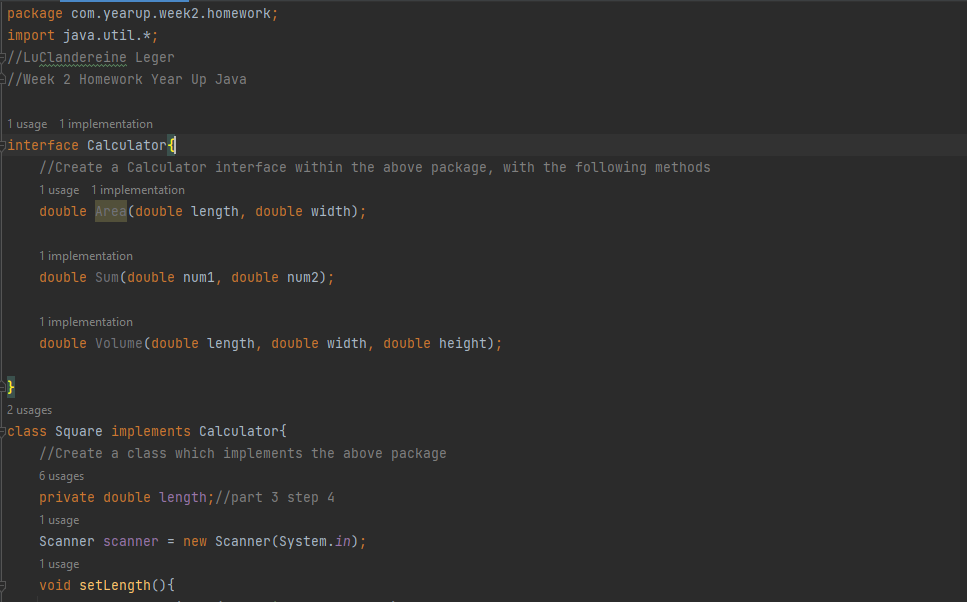 package com.yearup.week2.homework;
import java.util.*;
//LuClandereine Leger
//Week 2 Homework Year Up Java
1 usage 1 implementation
interface Calculator{
//Create a Calculator interface within the above package, with the following methods
1 usage 1 implementation
double Area(double length, double width);
1 implementation
double Sum(double num1, double num2);
1 implementation
double Volume(double length, double width, double height);
}
2 usages
class Square implements Calculator{
//Create a class which implements the above package
6 usages
private double length;//part 3 step 4
1 usage
Scanner scanner = new Scanner(System.in);
1 usage
void setLength(){